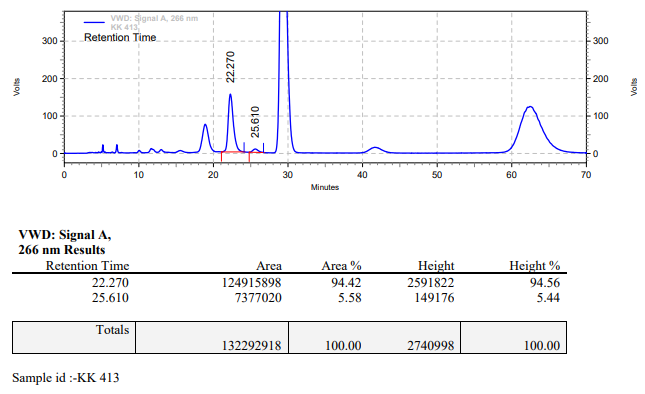 VWD: Signal A, 266 nm
KK 413,
Retention Time
22.270
25.610
300
200
100
0
300
200
100
0
Volts
Volts
0 10 20 30 40 50 60 70
Minutes
VWD: Signal A,
266 nm Results
Retention Time Area Area % Height Height %
22.270 124915898 94.42 2591822 94.56
25.610 7377020 5.58 149176 5.44
Totals
132292918 100.00 2740998 100.00
Sample id :-KK 413